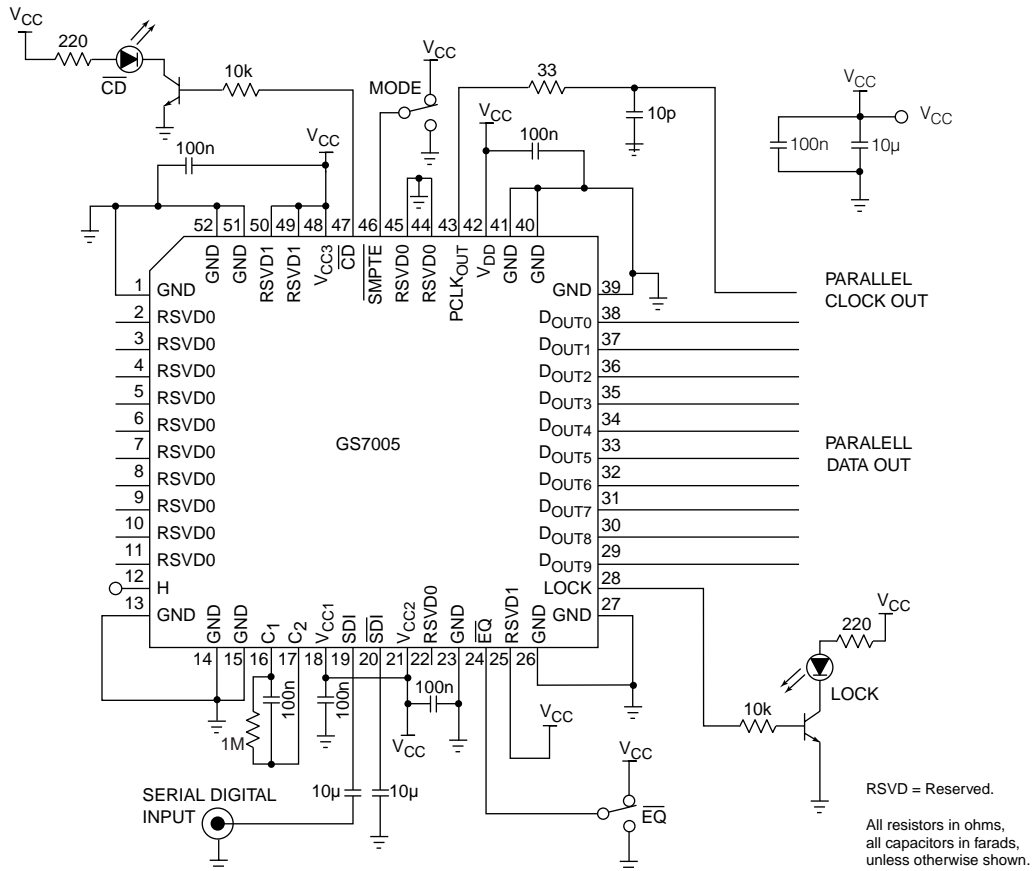 VCC
220
CD
10k
100n
VCC
MODE
VCC
33
10p
VCC
100n
VCC
VCC
100n
10µ
52
51
50
49
48
47
46
45
44
43
42
41
40
GND
GND
RSVD1
RSVD1
VCC3
CD
SMPTE
RSVD0
RSVD0
PCLKOUT
VDD
GND
GND
1 GND
2 RSVD0
3 RSVD0
4 RSVD0
5 RSVD0
6 RSVD0
7 RSVD0
8 RSVD0
9 RSVD0
10 RSVD0
11 RSVD0
12 H
13 GND
GS7005
GND 39
DOUT0 38
DOUT1 37
DOUT2 36
DOUT3 35
DOUT4 34
DOUT5 33
DOUT6 32
DOUT7 31
DOUT8 30
DOUT9 29
LOCK 28
GND 27
PARALLEL
CLOCK OUT
PARALELL
DATA OUT
GND
GND
C1
C2
VCC1
SDI
SDI
VCC2
RSVD0
GND
EQ
RSVD1
GND
14
15
16
17
18
19
20
21
22
23
24
25
26
100n
1M
100n
100n
VCC
VCC
10µ
10µ
SERIAL DIGITAL
INPUT
VCC
EQ
VCC
220
LOCK
10k
RSVD = Reserved.
All resistors in ohms,
all capacitors in farads,
unless otherwise shown.